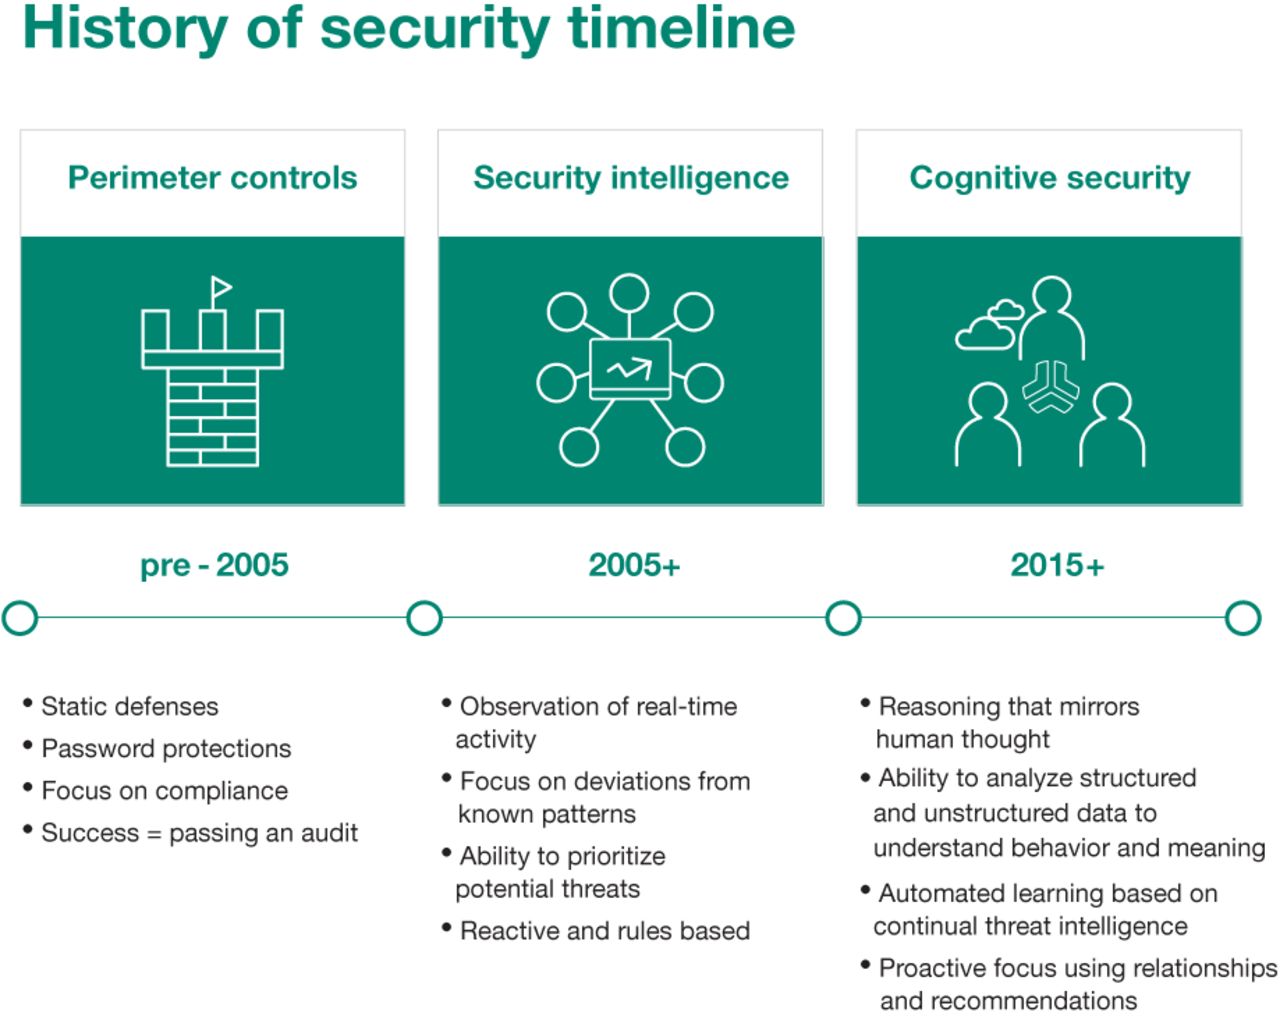 History of security timeline
Perimeter controls
Security intelligence
Cognitive security
pre - 2005
2005+
2015+
• Static defenses
• Password protections
• Focus on compliance
• Success = passing an audit
• Observation of real-time
activity
• Focus on deviations from
known patterns
• Ability to prioritize
potential threats
• Reactive and rules based
• Reasoning that mirrors
human thought
• Ability to analyze structured
and unstructured data to
understand behavior and meaning
• Automated learning based on
continual threat intelligence
• Proactive focus using relationships
and recommendations